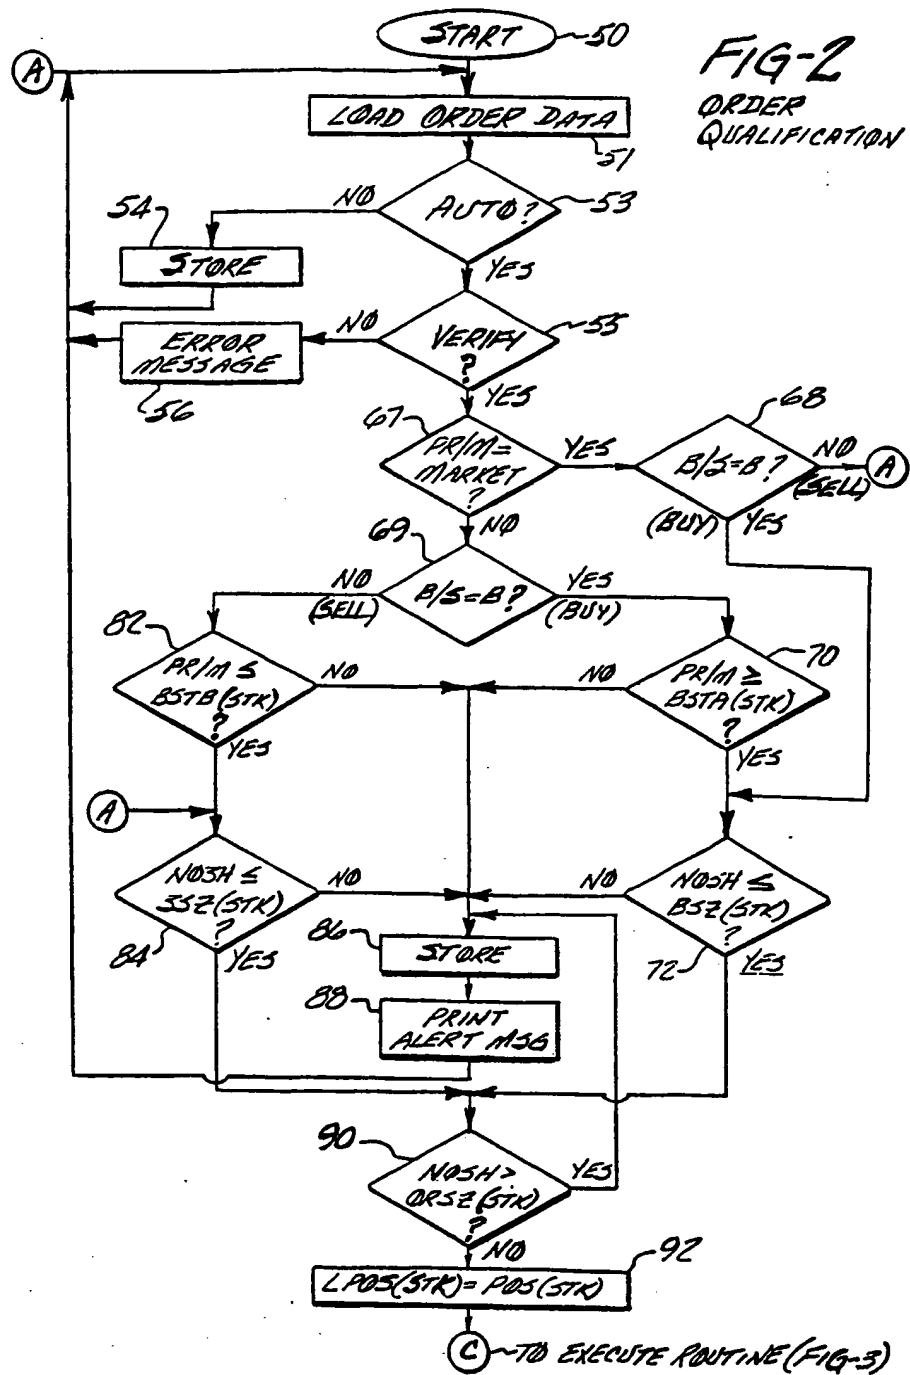 START
50
FIG-2
ORDER
QUALIFICATION
A
LOAD ORDER DATA
51
AUTO?
53
NO
54
STORE
YES
VERIFY
?
55
NO
ERROR
MESSAGE
56
YES
67
PR/M=
MARKET
?
YES
68
B/S=B?
NO
(SELL)
A
(BUY)
YES
NO
69
B/S=B?
NO
(SELL)
YES
(BUY)
82
PR/M ≤
BSTB(STK)
?
NO
YES
70
PR/M ≥
BSTA(STK)
?
NO
YES
A
NOSH ≤
SSZ(STK)
?
84
NO
YES
NOSH ≤
BSZ(STK)
?
72
NO
YES
86
STORE
88
PRINT
ALERT MSG
90
NOSH >
ORSZ(STK)
?
YES
NO
92
LPOS(STK)=POS(STK)
C
TO EXECUTE ROUTINE (FIG-3)